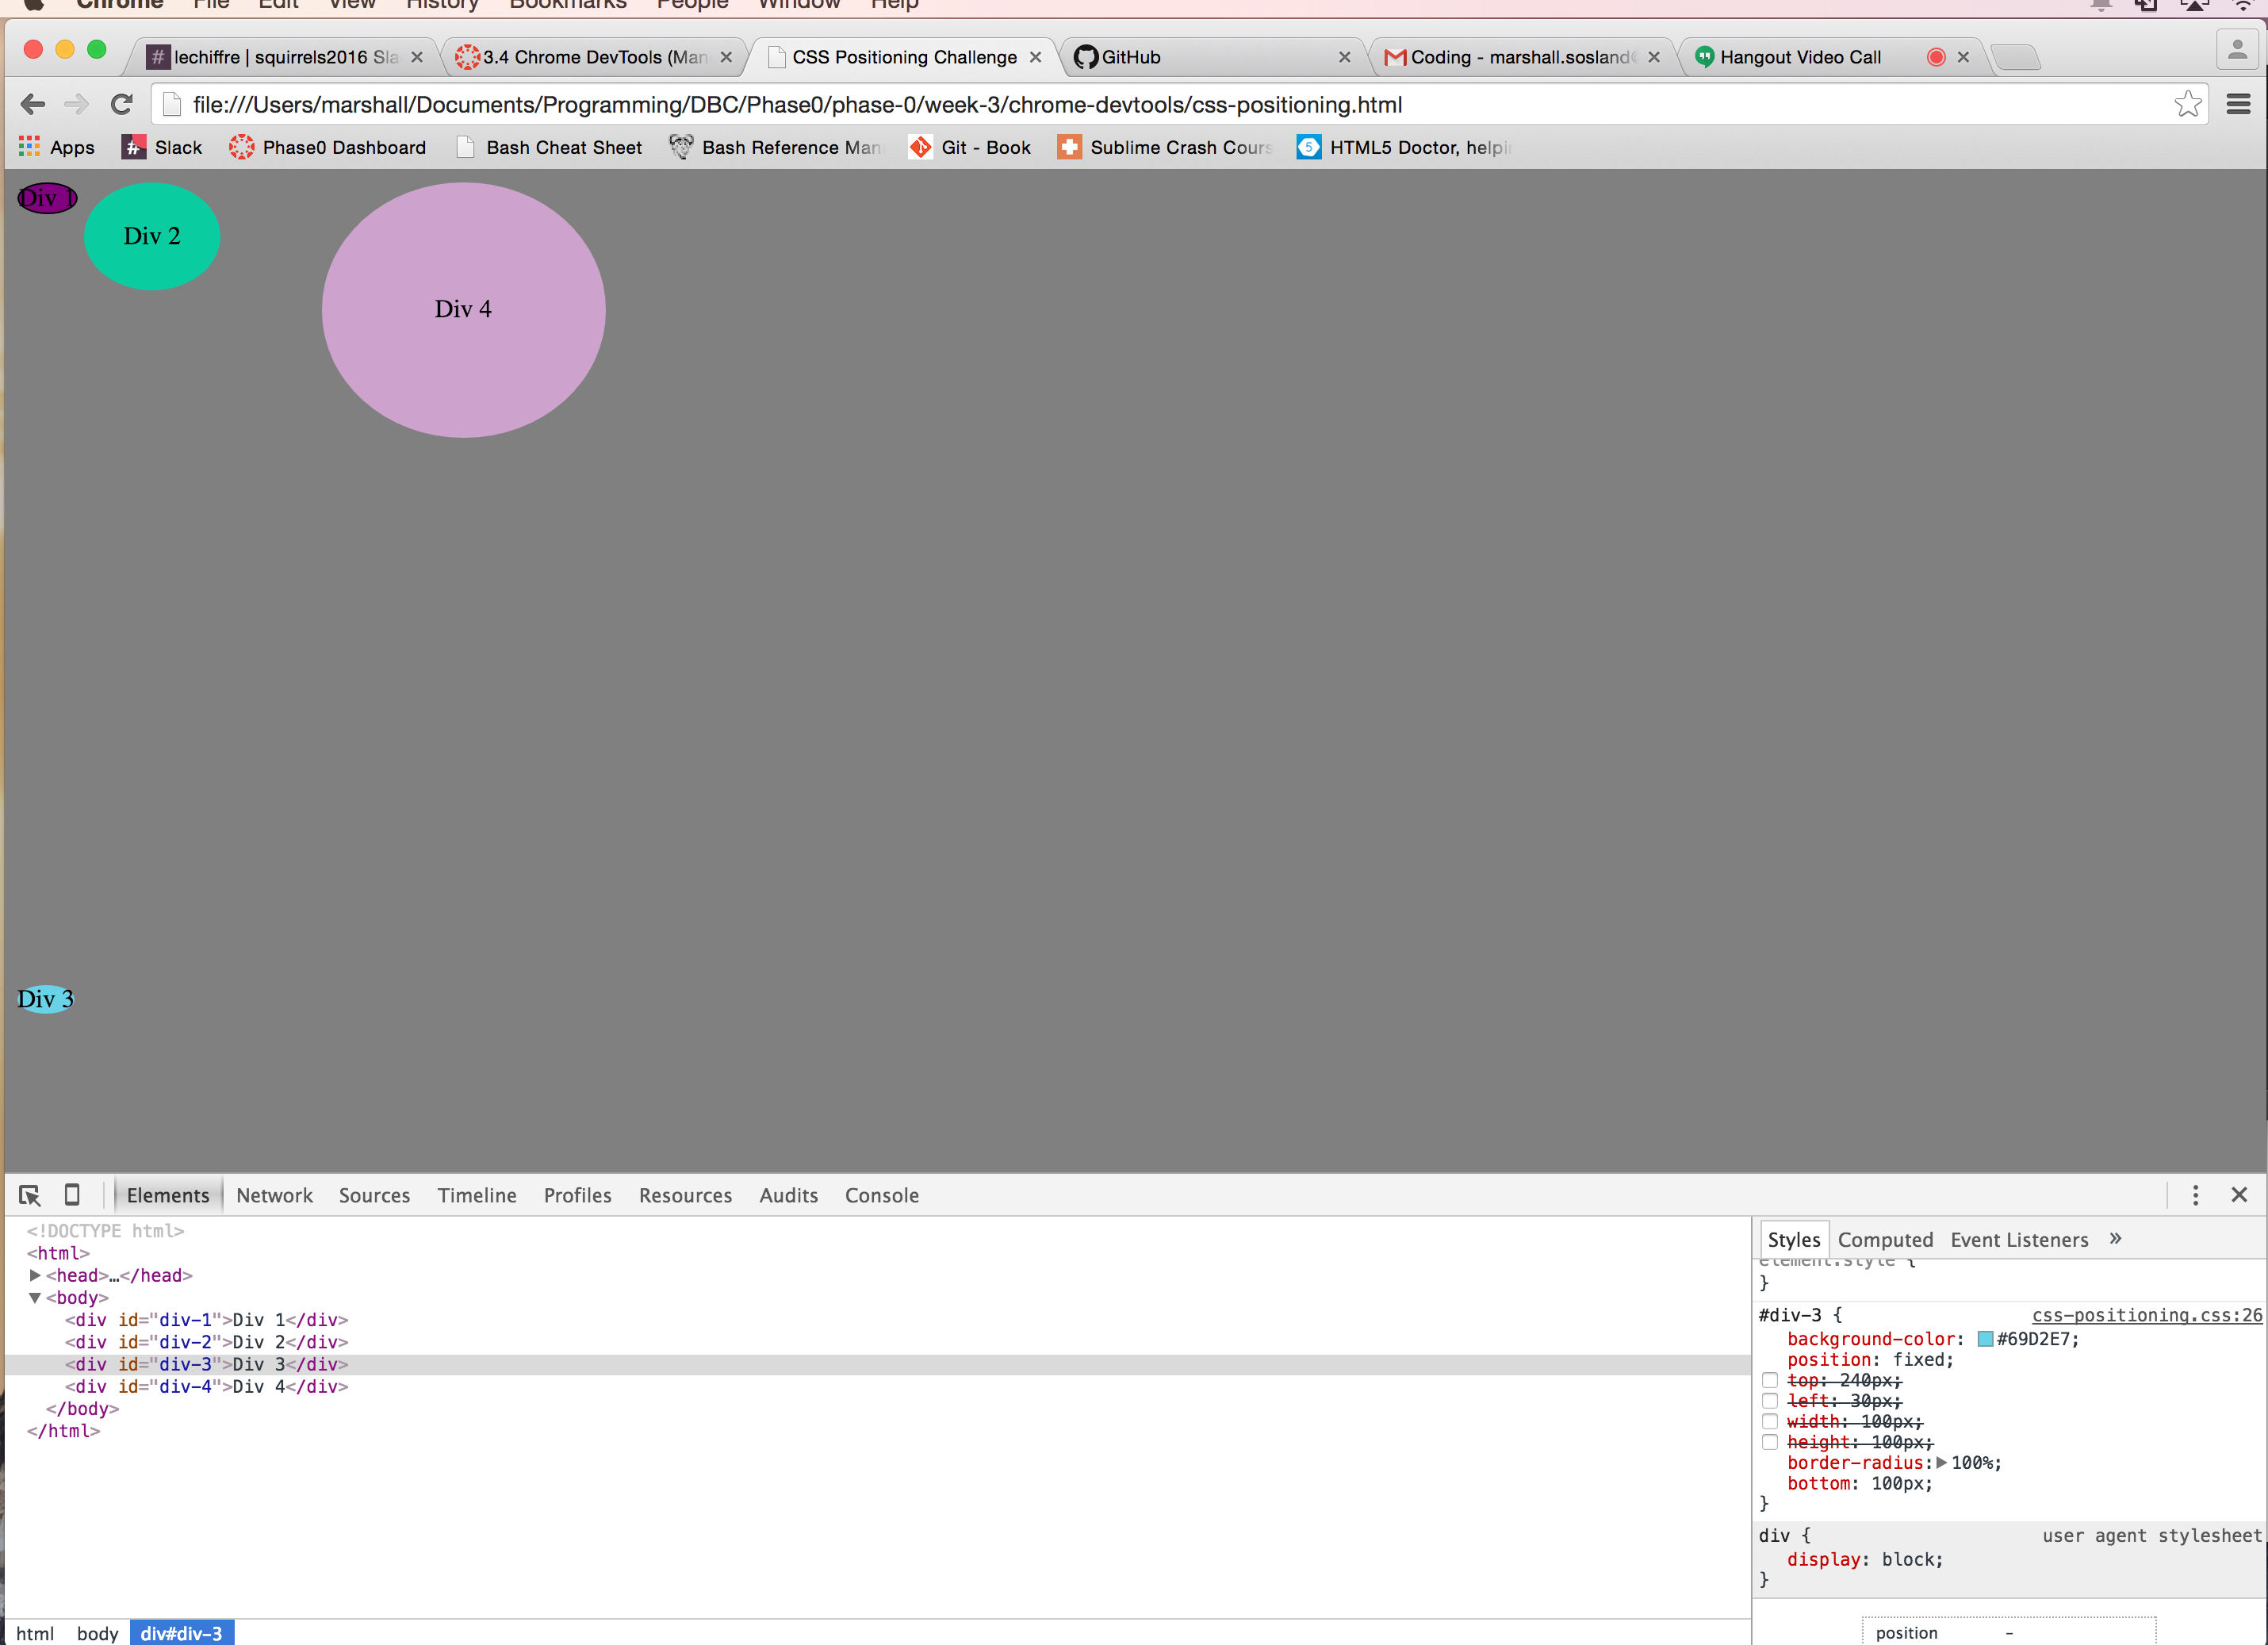 Chrome File Edit View History Bookmarks People Window Help
lechiffre | squirrels2016 Sla 3.4 Chrome DevTools (Man CSS Positioning Challenge GitHub Coding - marshall.sosland Hangout Video Call
file:///Users/marshall/Documents/Programming/DBC/Phase0/phase-0/week-3/chrome-devtools/css-positioning.html
Apps Slack Phase0 Dashboard Bash Cheat Sheet Bash Reference Man Git - Book Sublime Crash Cours HTML5 Doctor, helpi
Div 1
Div 2
Div 4
Div 3
Elements Network Sources Timeline Profiles Resources Audits Console
<!DOCTYPE html>
<html>
<head>…</head>
<body>
<div id="div-1">Div 1</div>
<div id="div-2">Div 2</div>
<div id="div-3">Div 3</div>
<div id="div-4">Div 4</div>
</body>
</html>
html body div#div-3
Styles Computed Event Listeners »
element.style {
}
#div-3 { css-positioning.css:26
background-color: #69D2E7;
position: fixed;
top: 240px;
left: 30px;
width: 100px;
height: 100px;
border-radius: 100%;
bottom: 100px;
}
div { user agent stylesheet
display: block;
}
position -